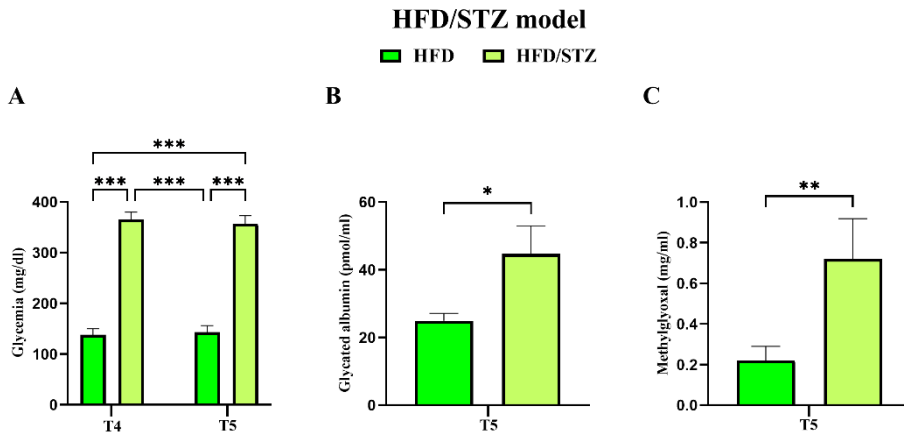 HFD/STZ model
HFD HFD/STZ
A
Glycemia (mg/dl)
400
300
200
100
0
***
*** *** ***
T4 T5
B
Glycated albumin (pmol/ml)
60
40
20
0
*
T5
C
Methylglyoxal (mg/ml)
1.0
0.8
0.6
0.4
0.2
0.0
**
T5